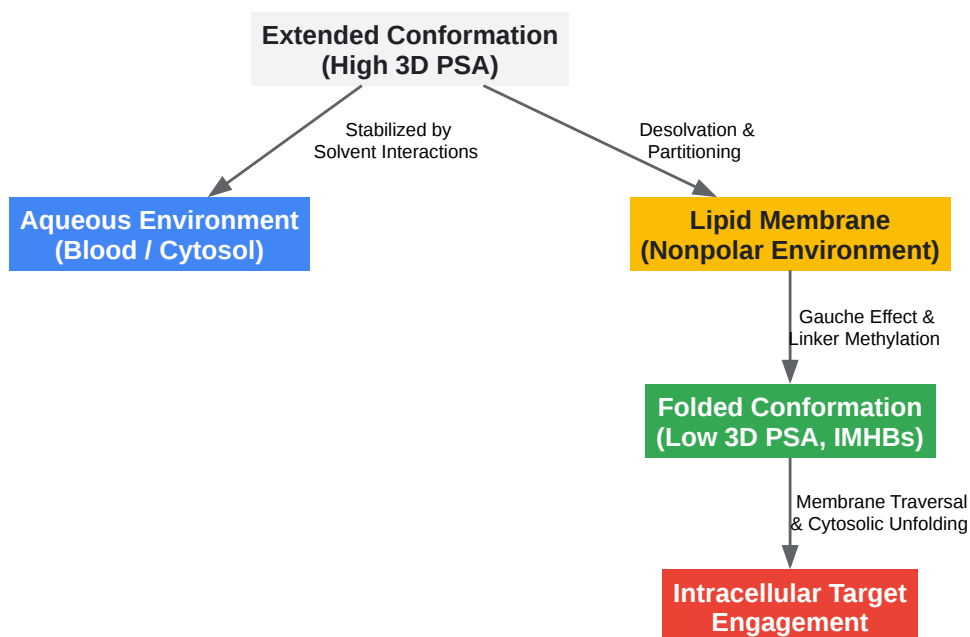 Extended Conformation
(High 3D PSA)
Stabilized by
Solvent Interactions
Desolvation &
Partitioning
Aqueous Environment
(Blood / Cytosol)
Lipid Membrane
(Nonpolar Environment)
Gauche Effect &
Linker Methylation
Folded Conformation
(Low 3D PSA, IMHBs)
Membrane Traversal
& Cytosolic Unfolding
Intracellular Target
Engagement